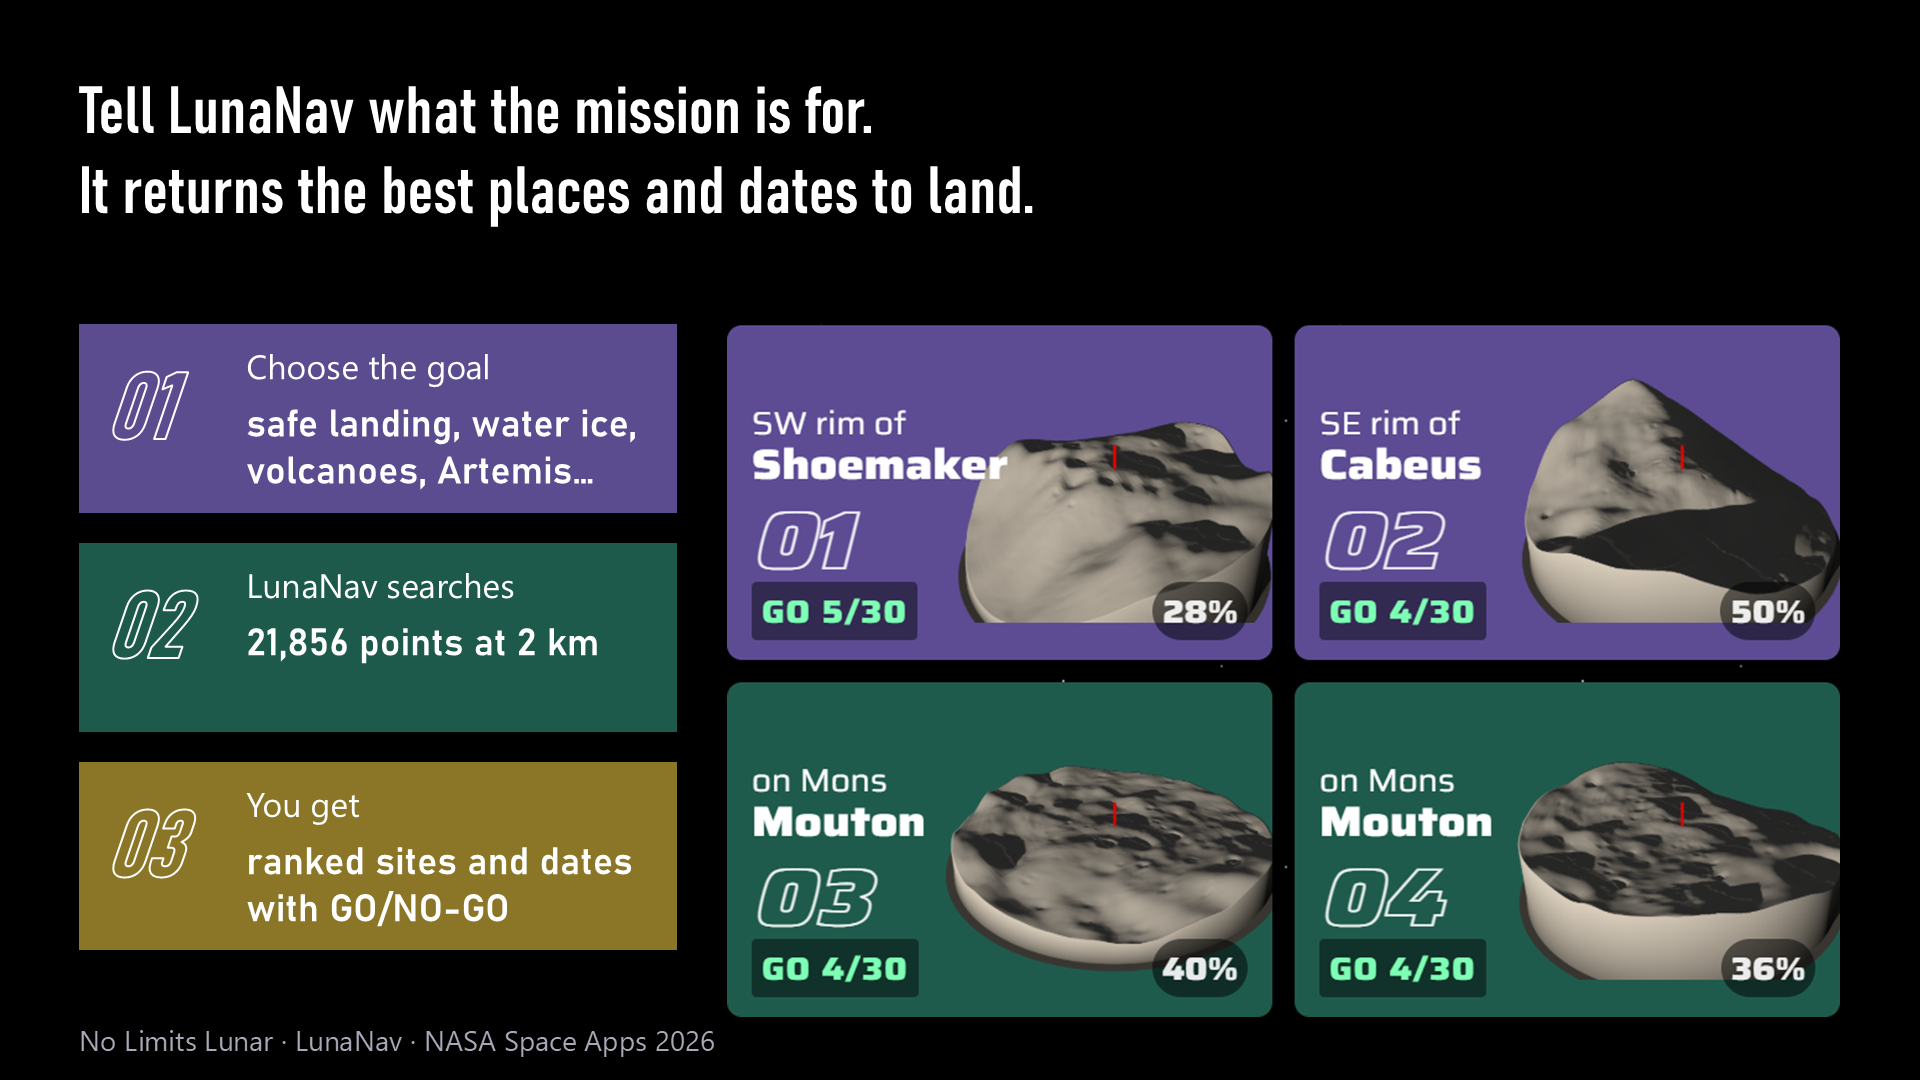 Tell LunaNav what the mission is for.
It returns the best places and dates to land.
01
Choose the goal
safe landing, water ice,
volcanoes, Artemis...
02
LunaNav searches
21,856 points at 2 km
03
You get
ranked sites and dates
with GO/NO-GO
SW rim of
Shoemaker
01
GO 5/30
28%
SE rim of
Cabeus
02
GO 4/30
50%
on Mons
Mouton
03
GO 4/30
40%
on Mons
Mouton
04
GO 4/30
36%
No Limits Lunar · LunaNav · NASA Space Apps 2026